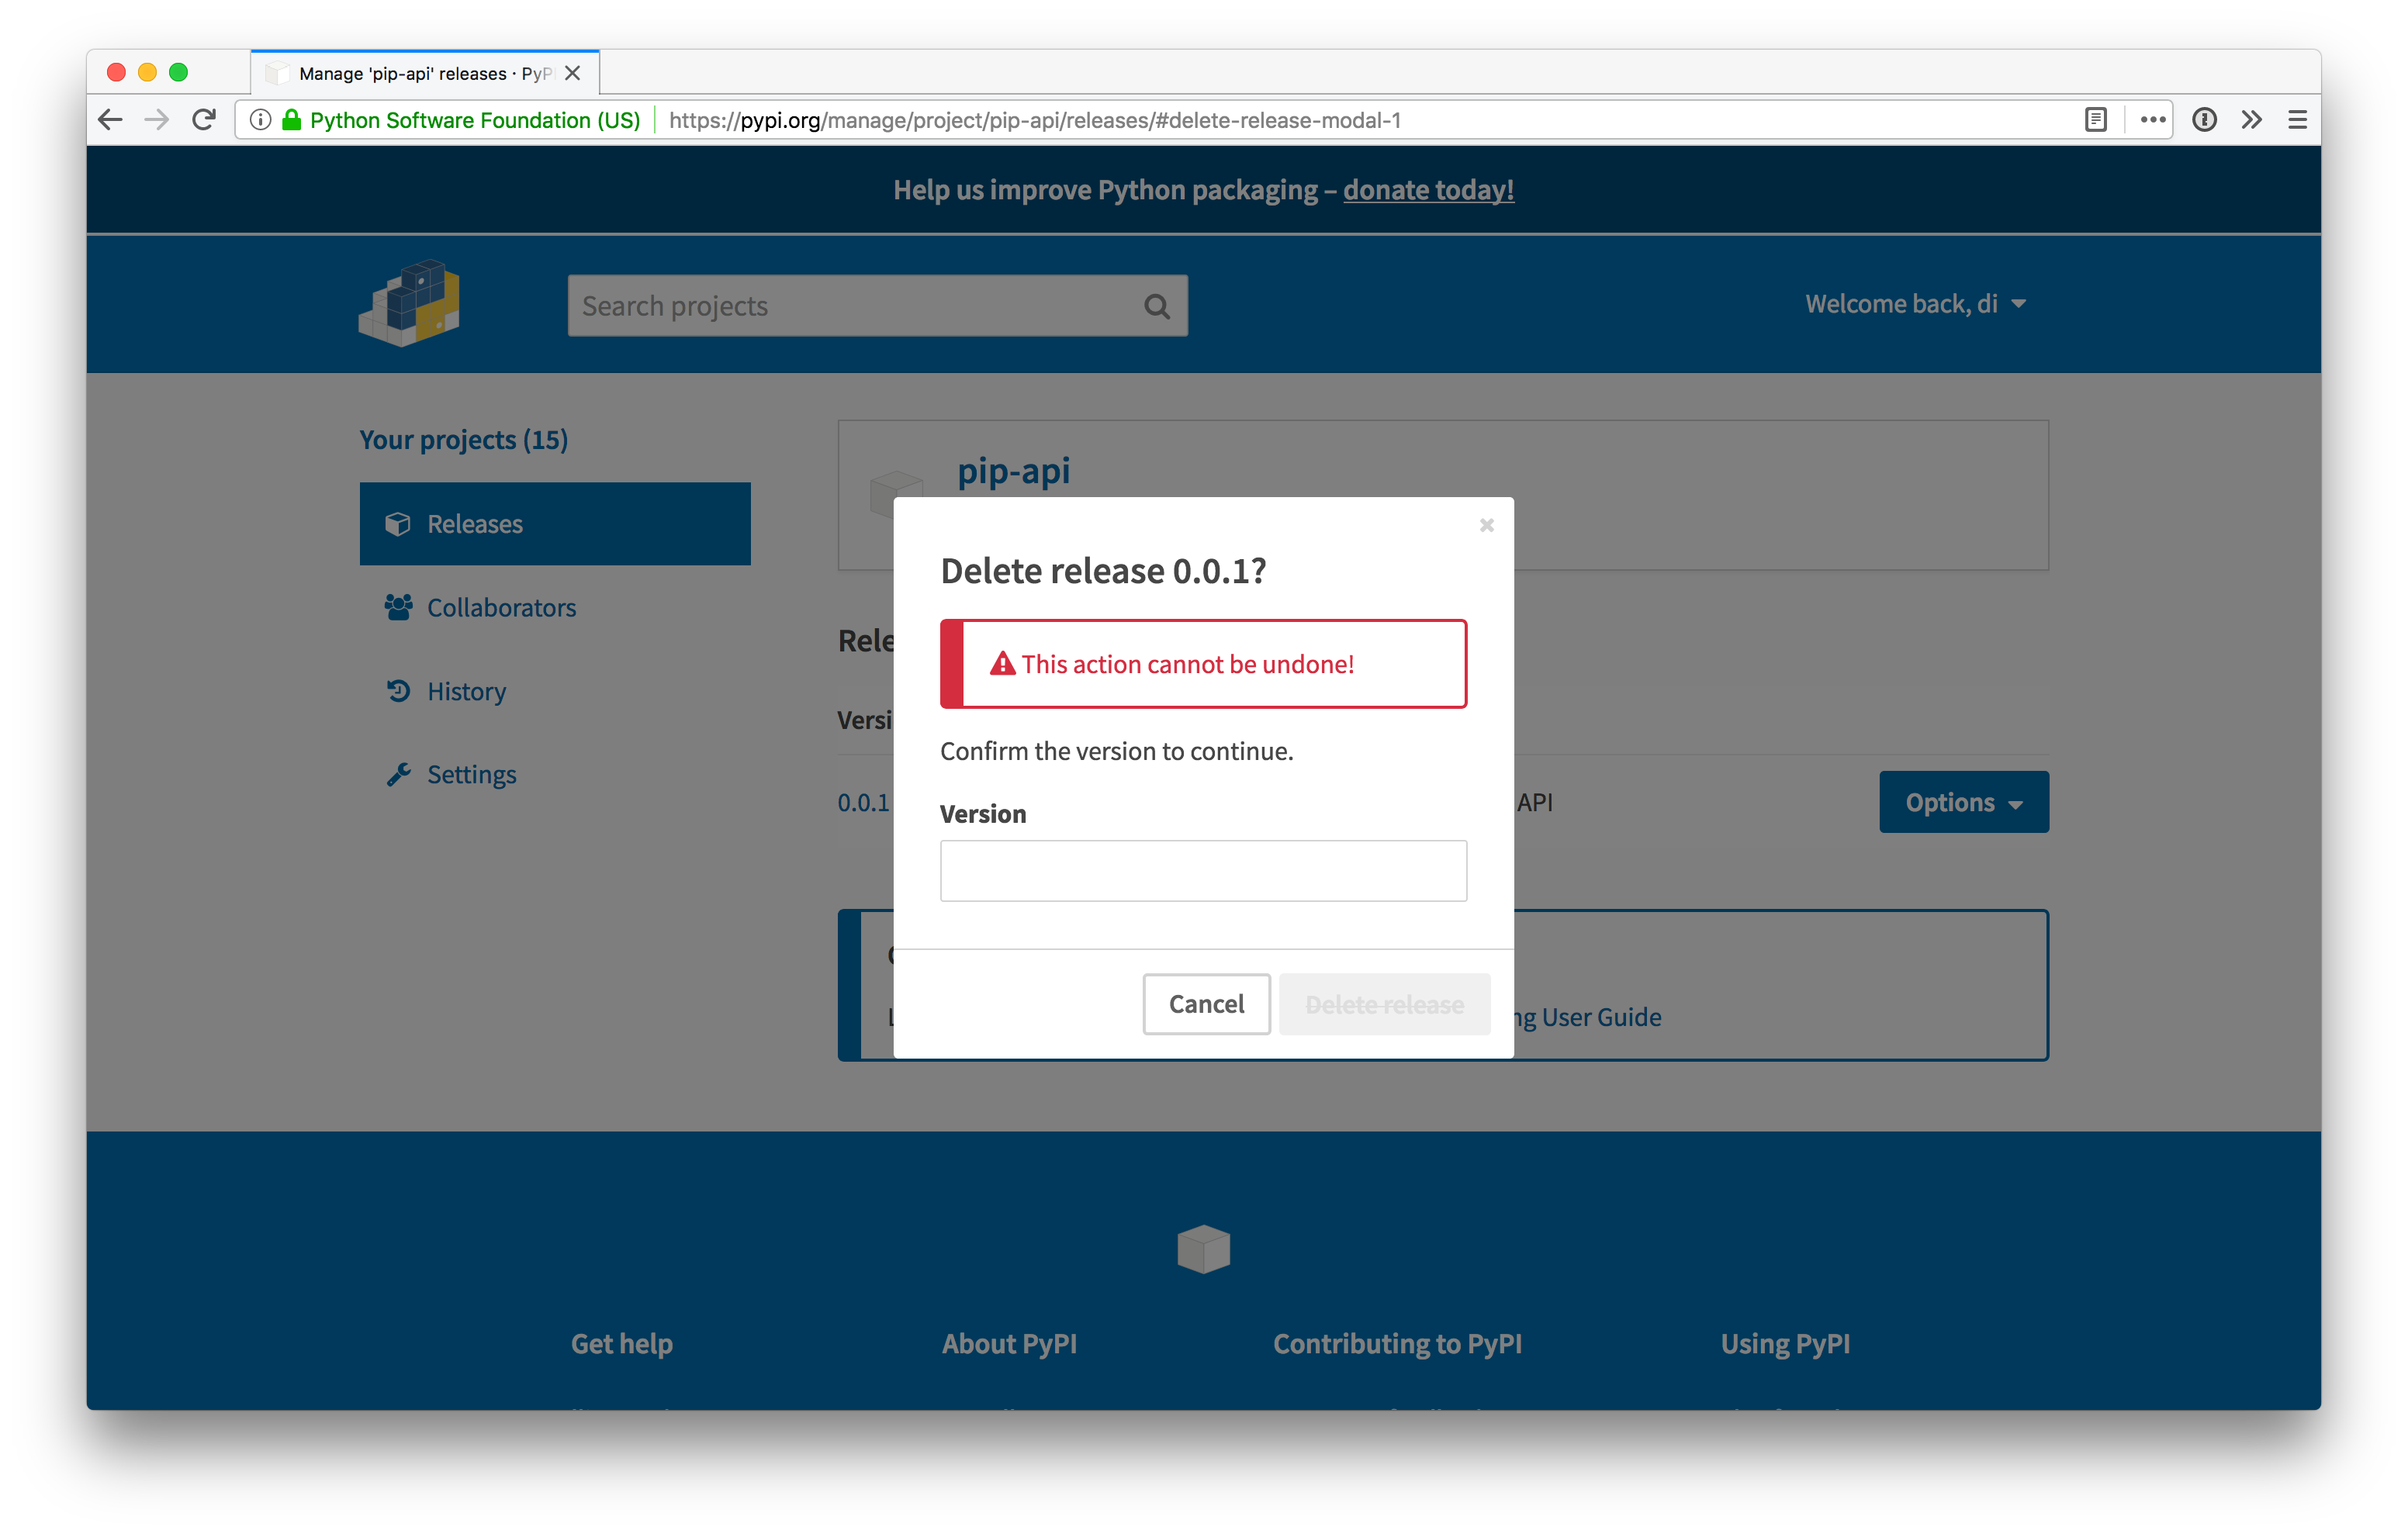 Manage 'pip-api' releases · PyP
Python Software Foundation (US)
https://pypi.org/manage/project/pip-api/releases/#delete-release-modal-1
Help us improve Python packaging – donate today!
Search projects
Welcome back, di
Your projects (15)
Releases
Collaborators
History
Settings
pip-api
Rele
Versi
0.0.1
API
Options
Delete release 0.0.1?
This action cannot be undone!
Confirm the version to continue.
Version
Cancel
Delete release
ng User Guide
Get help
About PyPI
Contributing to PyPI
Using PyPI